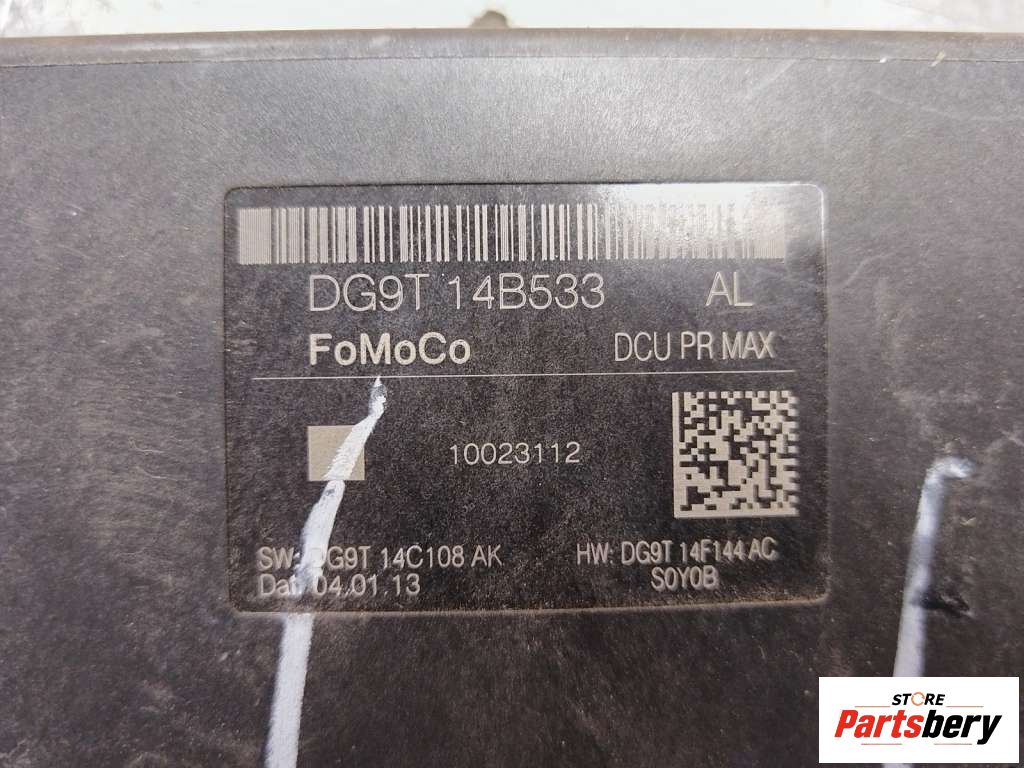 DG9T 14B533 AL
FoMoCo DCU PR MAX
10023112
SW: DG9T 14C108 AK HW: DG9T 14F144 AC
Dat. 04.01.13 S0Y0B
STORE
Partsbery